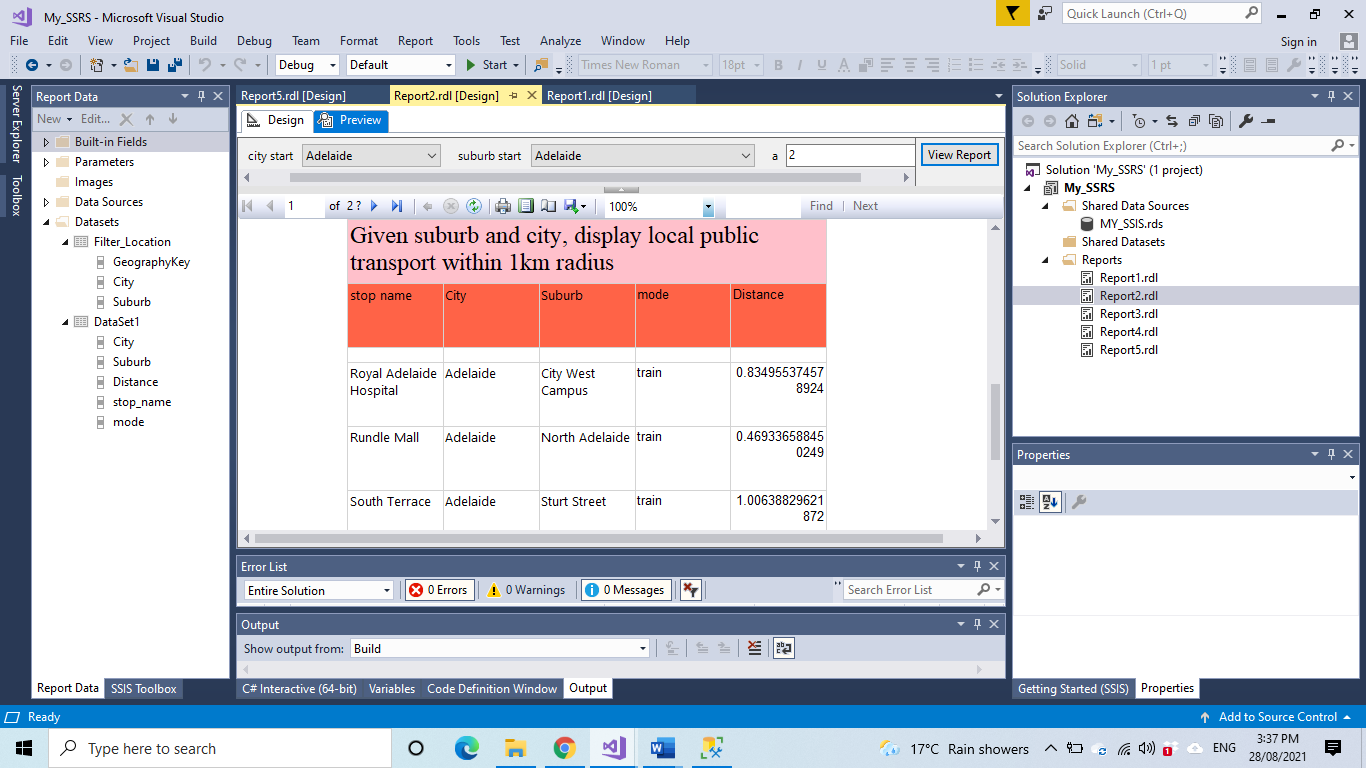 My_SSRS - Microsoft Visual Studio
Quick Launch (Ctrl+Q)
File Edit View Project Build Debug Team Format Report Tools Test Analyze Window Help
Sign in
Debug Default Start Times New Roman 18pt B I U A Solid 1 pt
Server Explorer
Toolbox
Report Data
New Edit...
Built-in Fields
Parameters
Images
Data Sources
Datasets
Filter_Location
GeographyKey
City
Suburb
DataSet1
City
Suburb
Distance
stop_name
mode
Report Data SSIS Toolbox
Report5.rdl [Design] Report2.rdl [Design] Report1.rdl [Design]
Design Preview
city start Adelaide suburb start Adelaide a 2 View Report
1 of 2 ? 100% Find Next
Given suburb and city, display local public
transport within 1km radius
stop name City Suburb mode Distance
Royal Adelaide Adelaide City West train 0.83495537457
Hospital Campus 8924
Rundle Mall Adelaide North Adelaide train 0.46933658845
0249
South Terrace Adelaide Sturt Street train 1.00638829621
872
Error List
Entire Solution 0 Errors 0 Warnings 0 Messages Search Error List
Output
Show output from: Build
C# Interactive (64-bit) Variables Code Definition Window Output
Solution Explorer
Search Solution Explorer (Ctrl+;)
Solution 'My_SSRS' (1 project)
My_SSRS
Shared Data Sources
MY_SSIS.rds
Shared Datasets
Reports
Report1.rdl
Report2.rdl
Report3.rdl
Report4.rdl
Report5.rdl
Properties
Getting Started (SSIS) Properties
Ready
Add to Source Control
Type here to search
17°C Rain showers
1
ENG
3:37 PM
28/08/2021